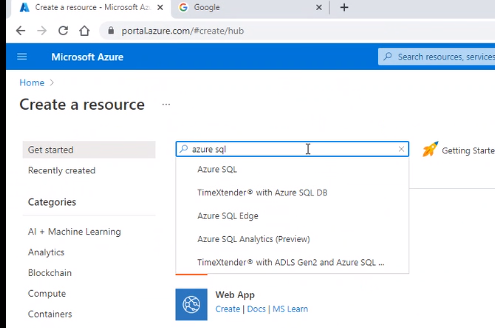 Create a resource - Microsoft Az
Google
portal.azure.com/#create/hub
Microsoft Azure
Search resources, services
Home
Create a resource
Get started
azure sql
Getting Starte
Recently created
Azure SQL
TimeXtender® with Azure SQL DB
Categories
Azure SQL Edge
AI + Machine Learning
Azure SQL Analytics (Preview)
Analytics
TimeXtender® with ADLS Gen2 and Azure SQL ...
Blockchain
Compute
Web App
Containers
Create | Docs | MS Learn